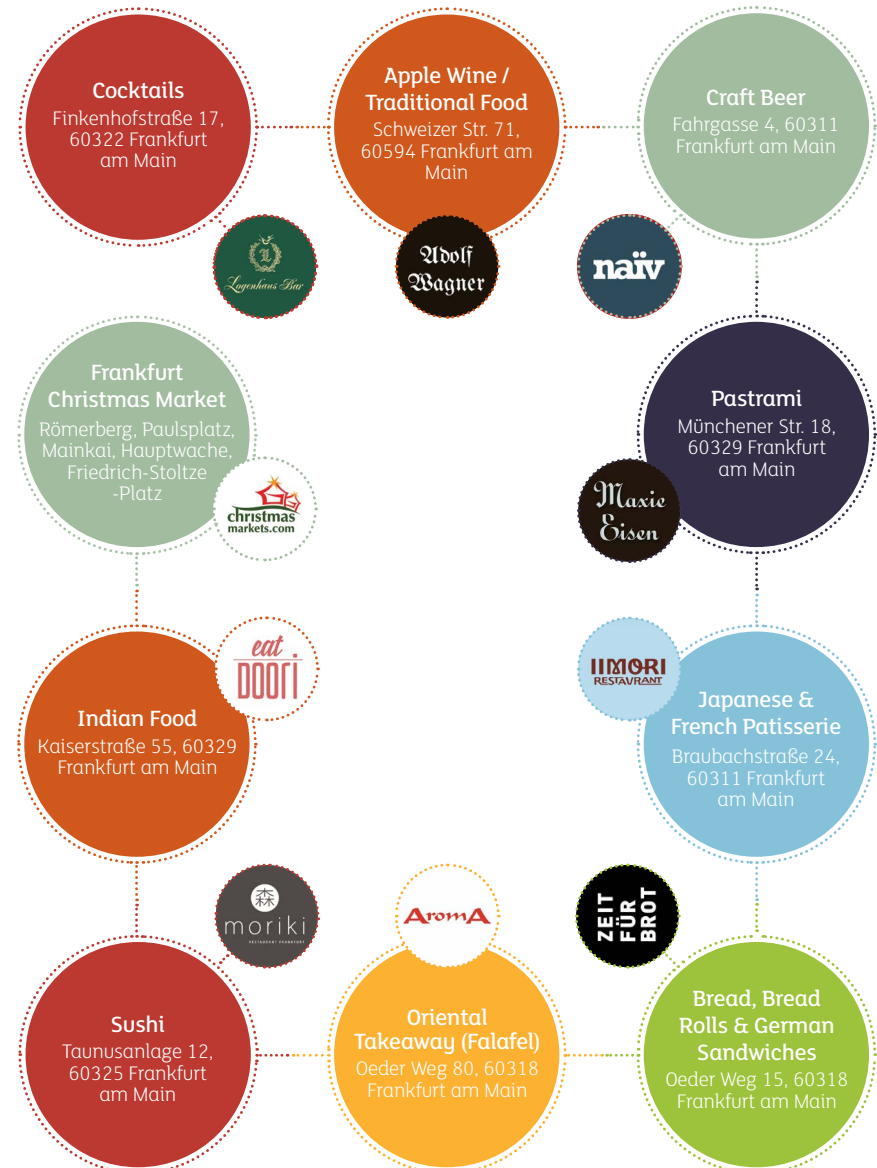 Cocktails
Finkenhofstraße 17,
60322 Frankfurt
am Main
Logenhaus Bar
Apple Wine /
Traditional Food
Schweizer Str. 71,
60594 Frankfurt am
Main
Adolf
Wagner
Craft Beer
Fahrgasse 4, 60311
Frankfurt am Main
naïv
Frankfurt
Christmas Market
Römerberg, Paulsplatz,
Mainkai, Hauptwache,
Friedrich-Stoltze
-Platz
christmas
markets.com
Pastrami
Münchener Str. 18,
60329 Frankfurt
am Main
Maxie
Eisen
eat
DOORI
Indian Food
Kaiserstraße 55, 60329
Frankfurt am Main
IIMORI
RESTAVRANT
Japanese &
French Patisserie
Braubachstraße 24,
60311 Frankfurt
am Main
森
moriki
RESTAURANT FRANKFURT
Sushi
Taunusanlage 12,
60325 Frankfurt
am Main
AromA
Oriental
Takeaway (Falafel)
Oeder Weg 80, 60318
Frankfurt am Main
ZEIT
FÜR
BROT
Bread, Bread
Rolls & German
Sandwiches
Oeder Weg 15, 60318
Frankfurt am Main